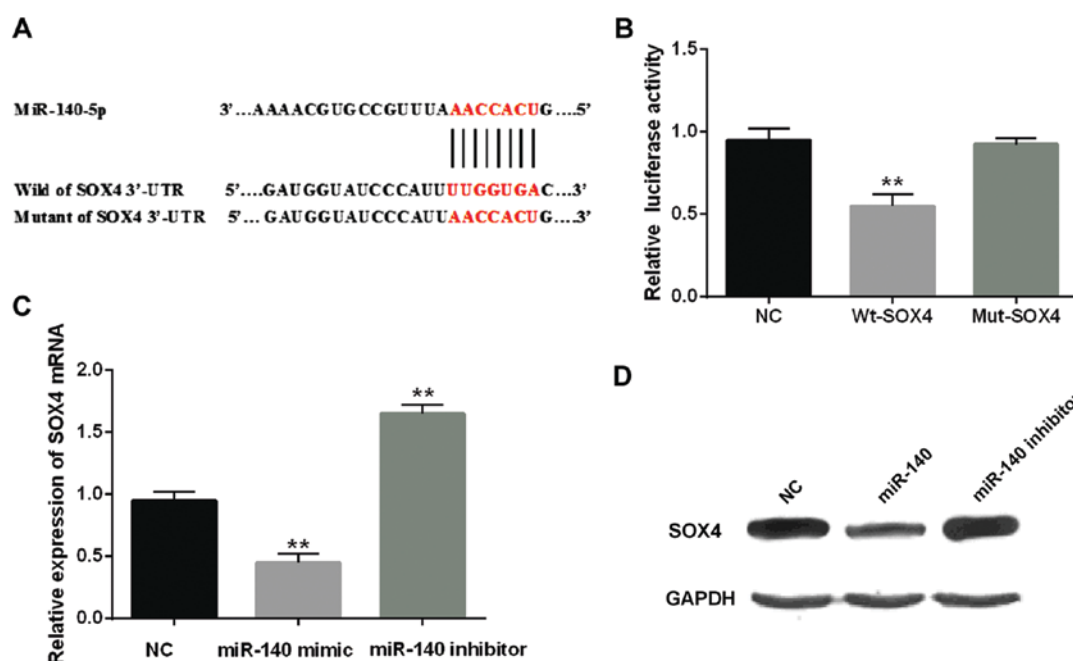 A
MiR-140-5p 3'...AAAACGUGCCGUUUAAACCACUG....5'
Wild of SOX4 3'-UTR 5'....GAUGGUAUCCCAUUUUGGUGAC....3'
Mutant of SOX4 3'-UTR 5'... GAUGGUAUCCCAUUAACCACUG....3'
B
Relative luciferase activity
1.5
1.0
0.5
0.0
**
NC Wt-SOX4 Mut-SOX4
C
Relative expression of SOX4 mRNA
2.0
1.5
1.0
0.5
0.0
**
**
NC miR-140 mimic miR-140 inhibitor
D
NC miR-140 miR-140 inhibitor
SOX4
GAPDH